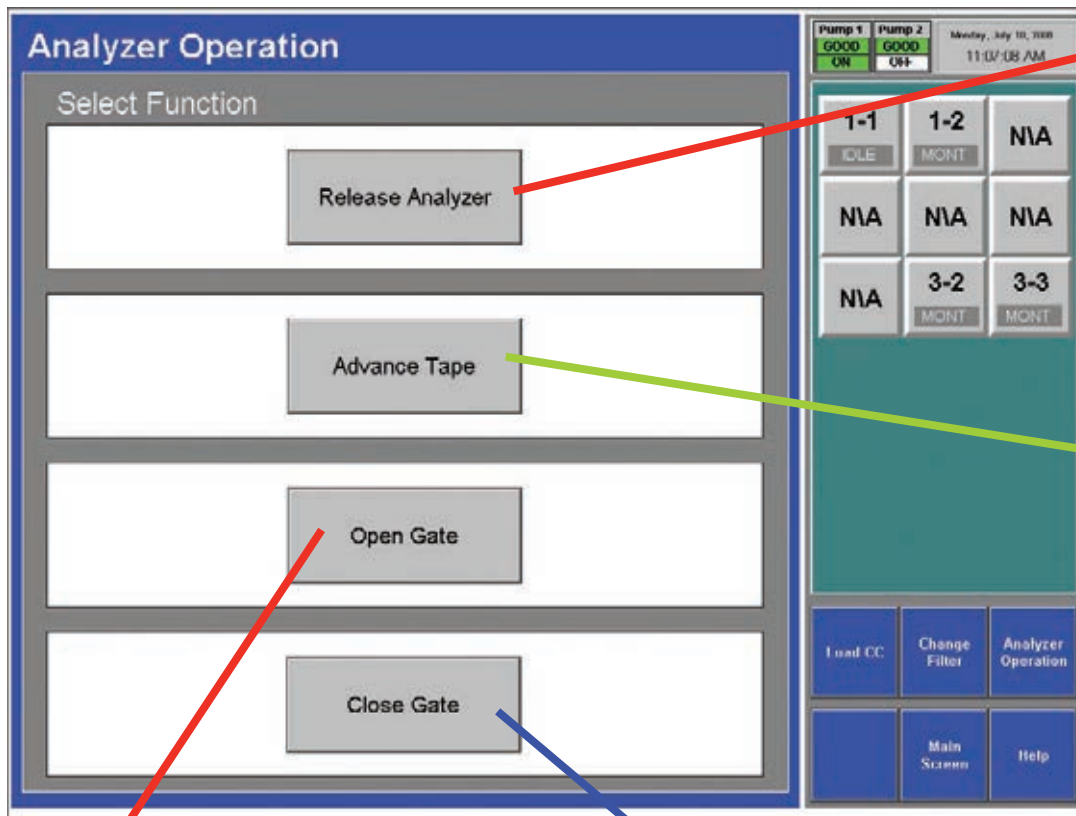 Analyzer Operation
Select Function
Release Analyzer
Advance Tape
Open Gate
Close Gate
Pump 1 Pump 2
GOOD GOOD
ON OFF
Monday, July 10,
11:07:08 AM
1-1 1-2 N\A
IDLE MONT
N\A N\A N\A
N\A 3-2 3-3
MONT MONT
Load CC
Change
Filter
Analyzer
Operation
Main
Screen
Help